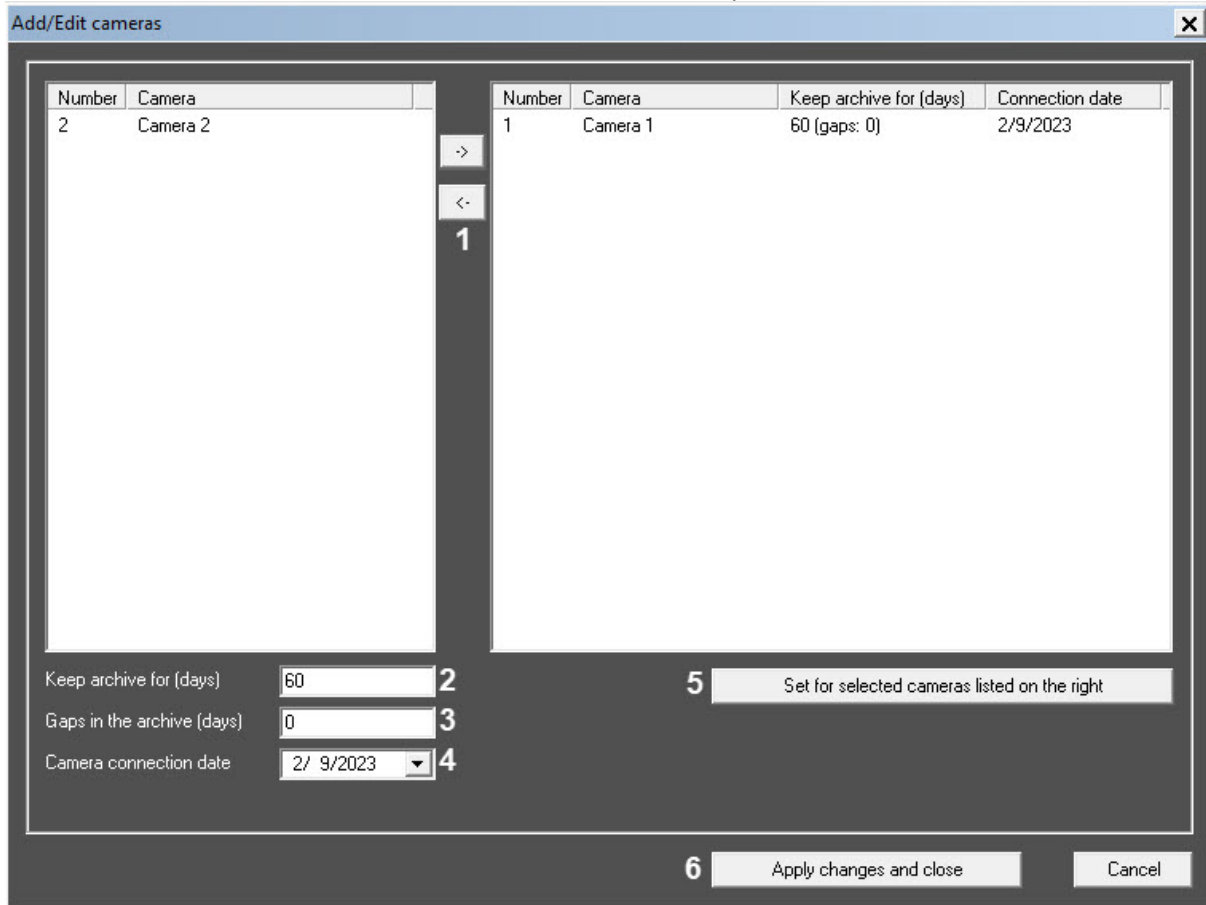 Add/Edit cameras
Number Camera
2 Camera 2
->
<-
1
Number Camera Keep archive for (days) Connection date
1 Camera 1 60 (gaps: 0) 2/9/2023
Keep archive for (days) 60 2
Gaps in the archive (days) 0 3
Camera connection date 2/ 9/2023 4
5 Set for selected cameras listed on the right
6 Apply changes and close Cancel